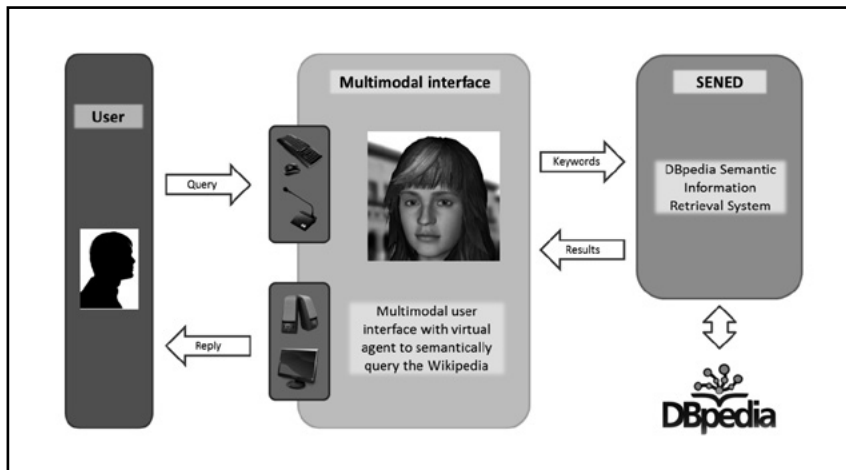 User
Query
Reply
Multimodal interface
Multimodal user
interface with virtual
agent to semantically
query the Wikipedia
Keywords
Results
SENED
DBpedia Semantic
Information
Retrieval System
DBpedia